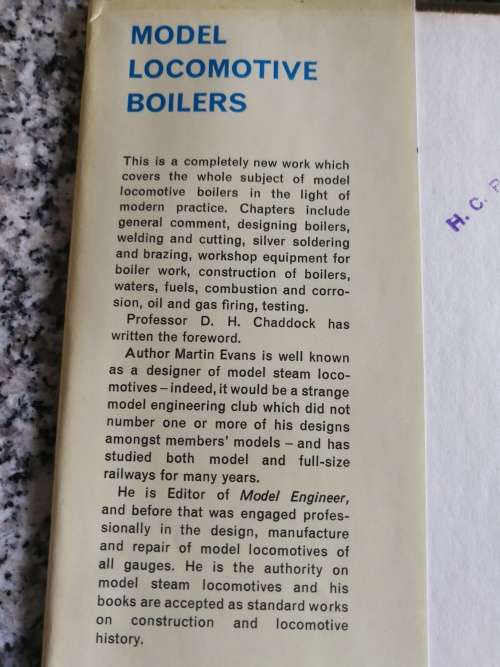 MODEL
LOCOMOTIVE
BOILERS
This is a completely new work which
covers the whole subject of model
locomotive boilers in the light of
modern practice. Chapters include
general comment, designing boilers,
welding and cutting, silver soldering
and brazing, workshop equipment for
boiler work, construction of boilers,
waters, fuels, combustion and corro-
sion, oil and gas firing, testing.
Professor D. H. Chaddock has
written the foreword.
Author Martin Evans is well known
as a designer of model steam loco-
motives – indeed, it would be a strange
model engineering club which did not
number one or more of his designs
amongst members' models – and has
studied both model and full-size
railways for many years.
He is Editor of Model Engineer,
and before that was engaged profes-
sionally in the design, manufacture
and repair of model locomotives of
all gauges. He is the authority on
model steam locomotives and his
books are accepted as standard works
on construction and locomotive
history.
H. C.